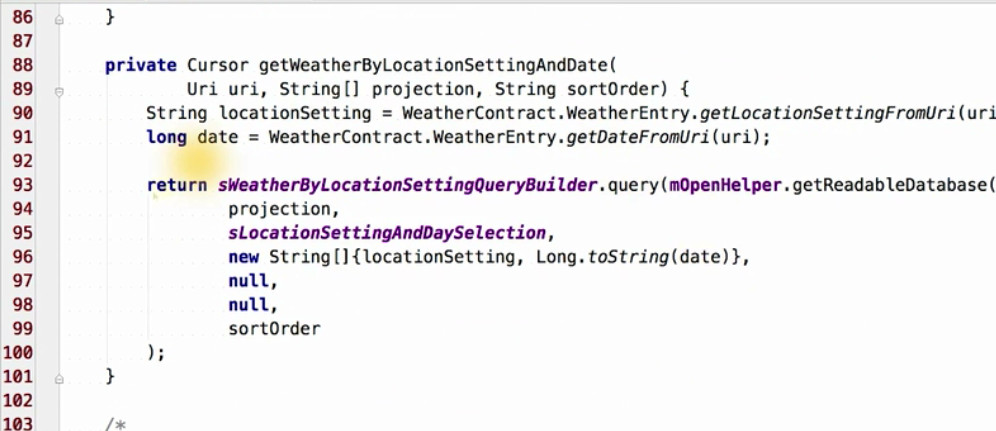 86 }
87
88 private Cursor getWeatherByLocationSettingAndDate(
89 Uri uri, String[] projection, String sortOrder) {
90 String locationSetting = WeatherContract.WeatherEntry.getLocationSettingFromUri(uri
91 long date = WeatherContract.WeatherEntry.getDateFromUri(uri);
92
93 return sWeatherByLocationSettingQueryBuilder.query(mOpenHelper.getReadableDatabase(
94 projection,
95 sLocationSettingAndDaySelection,
96 new String[]{locationSetting, Long.toString(date)},
97 null,
98 null,
99 sortOrder
100 );
101 }
102
103 /*